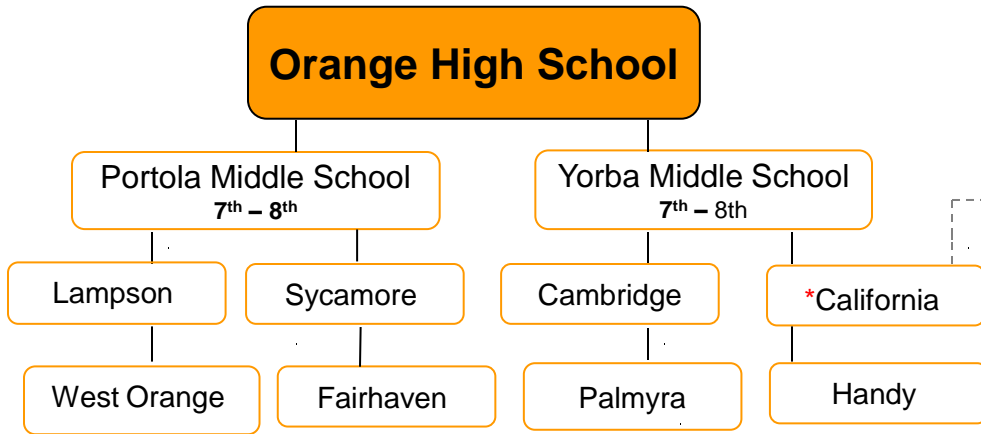 Orange High School
Portola Middle School
7th – 8th
Yorba Middle School
7th – 8th
Lampson
Sycamore
Cambridge
*California
West Orange
Fairhaven
Palmyra
Handy